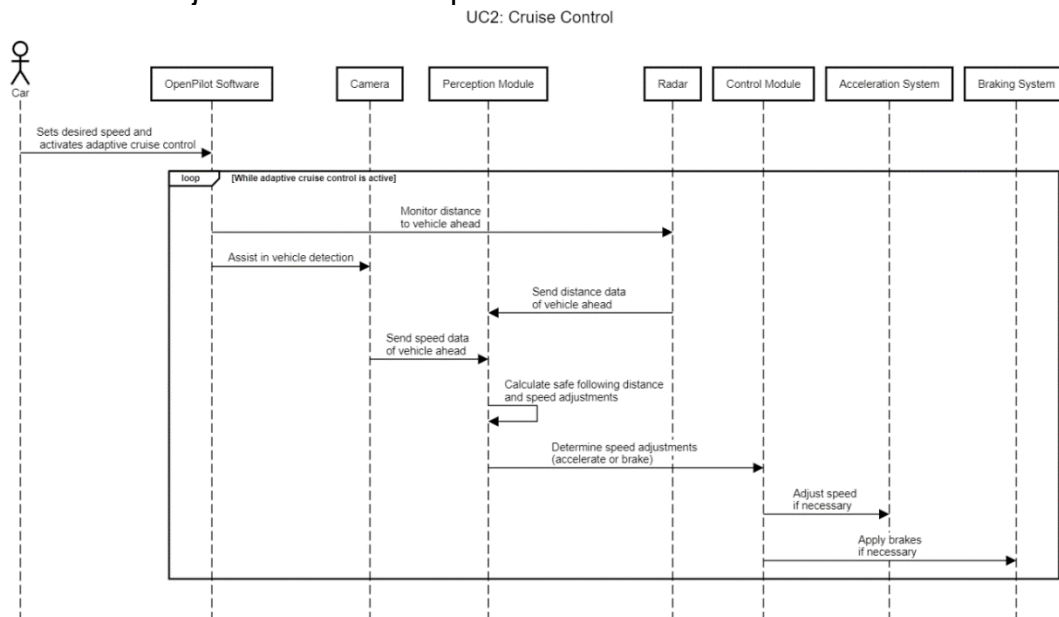 UC2: Cruise Control
Car
OpenPilot Software
Camera
Perception Module
Radar
Control Module
Acceleration System
Braking System
Sets desired speed and
activates adaptive cruise control
loop
[While adaptive cruise control is active]
Monitor distance
to vehicle ahead
Assist in vehicle detection
Send distance data
of vehicle ahead
Send speed data
of vehicle ahead
Calculate safe following distance
and speed adjustments
Determine speed adjustments
(accelerate or brake)
Adjust speed
if necessary
Apply brakes
if necessary